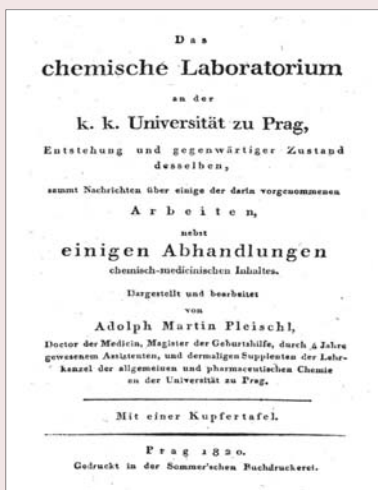 Das
chemische Laboratorium
an der
k. k. Universität zu Prag,
Entstehung und gegenwärtiger Zustand
desselben,
sammt Nachrichten über einige der darin vorgenommenen
Arbeiten,
nebst
einigen Abhandlungen
chemisch-medicinischen Inhaltes.
Dargestellt und bearbeitet
von
Adolph Martin Pleischl,
Doctor der Medicin, Magister der Geburtshilfe, durch 4 Jahre
gewesenem Assistenten, und dermaligen Supplenten der Lehr-
kanzel der allgemeinen und pharmaceutischen Chemie
an der Universität zu Prag.
Mit einer Kupfertafel.
Prag 1820.
Gedruckt in der Sommer'schen Buchdruckerei.